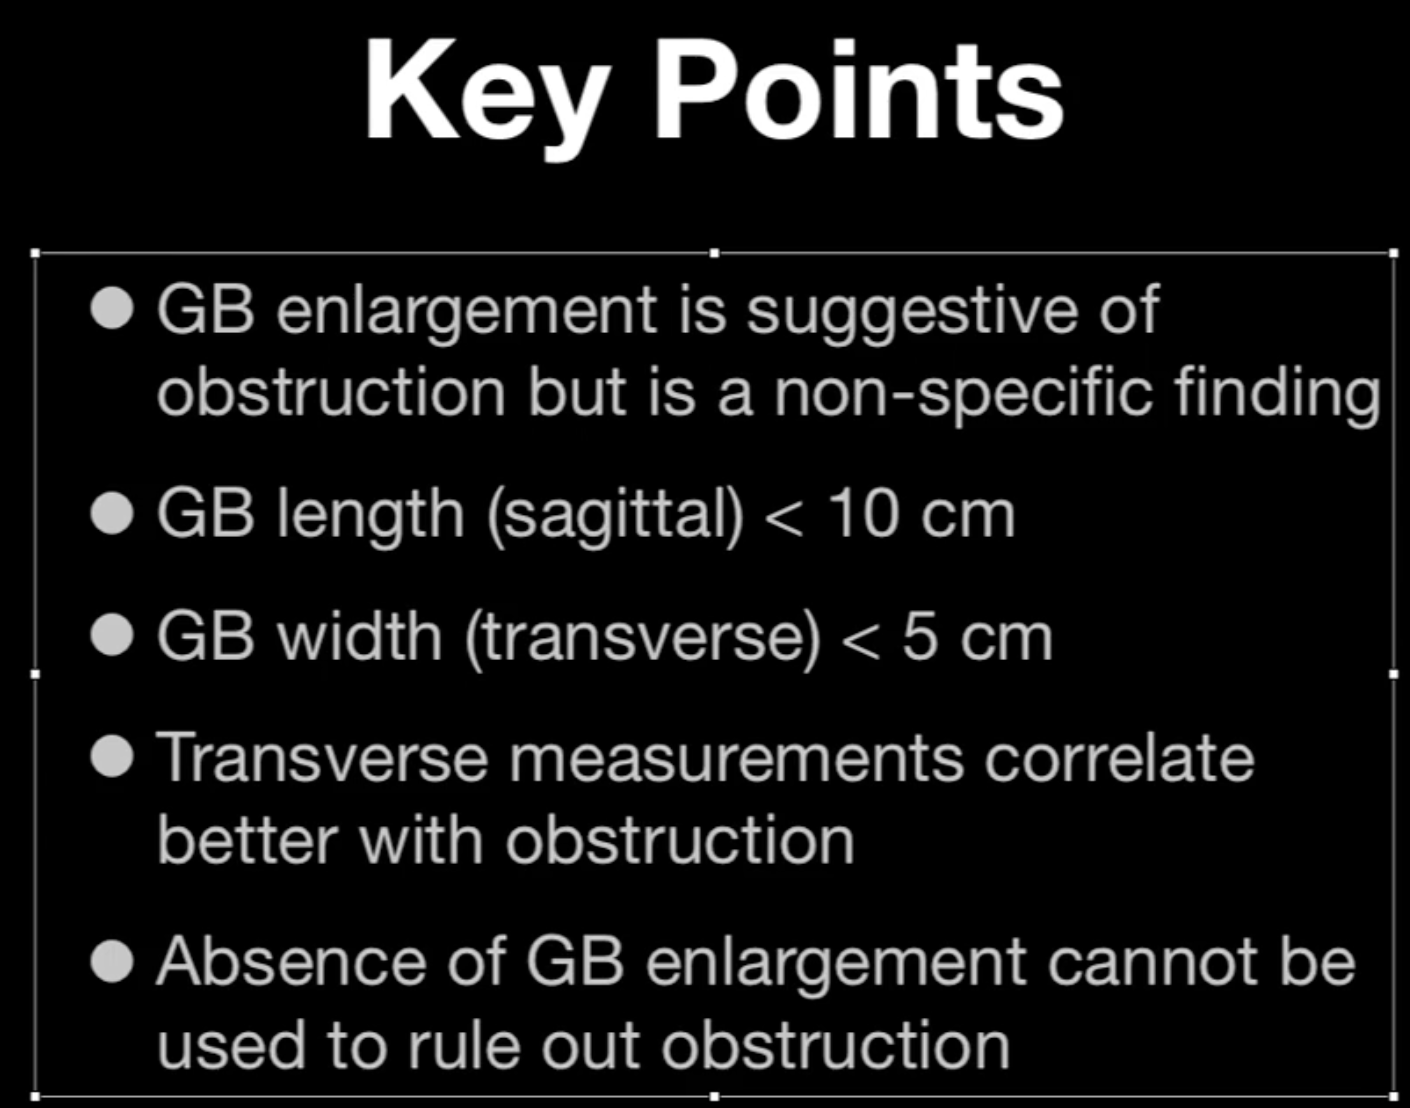 Key Points
● GB enlargement is suggestive of
obstruction but is a non-specific finding
● GB length (sagittal) < 10 cm
● GB width (transverse) < 5 cm
● Transverse measurements correlate
better with obstruction
● Absence of GB enlargement cannot be
used to rule out obstruction